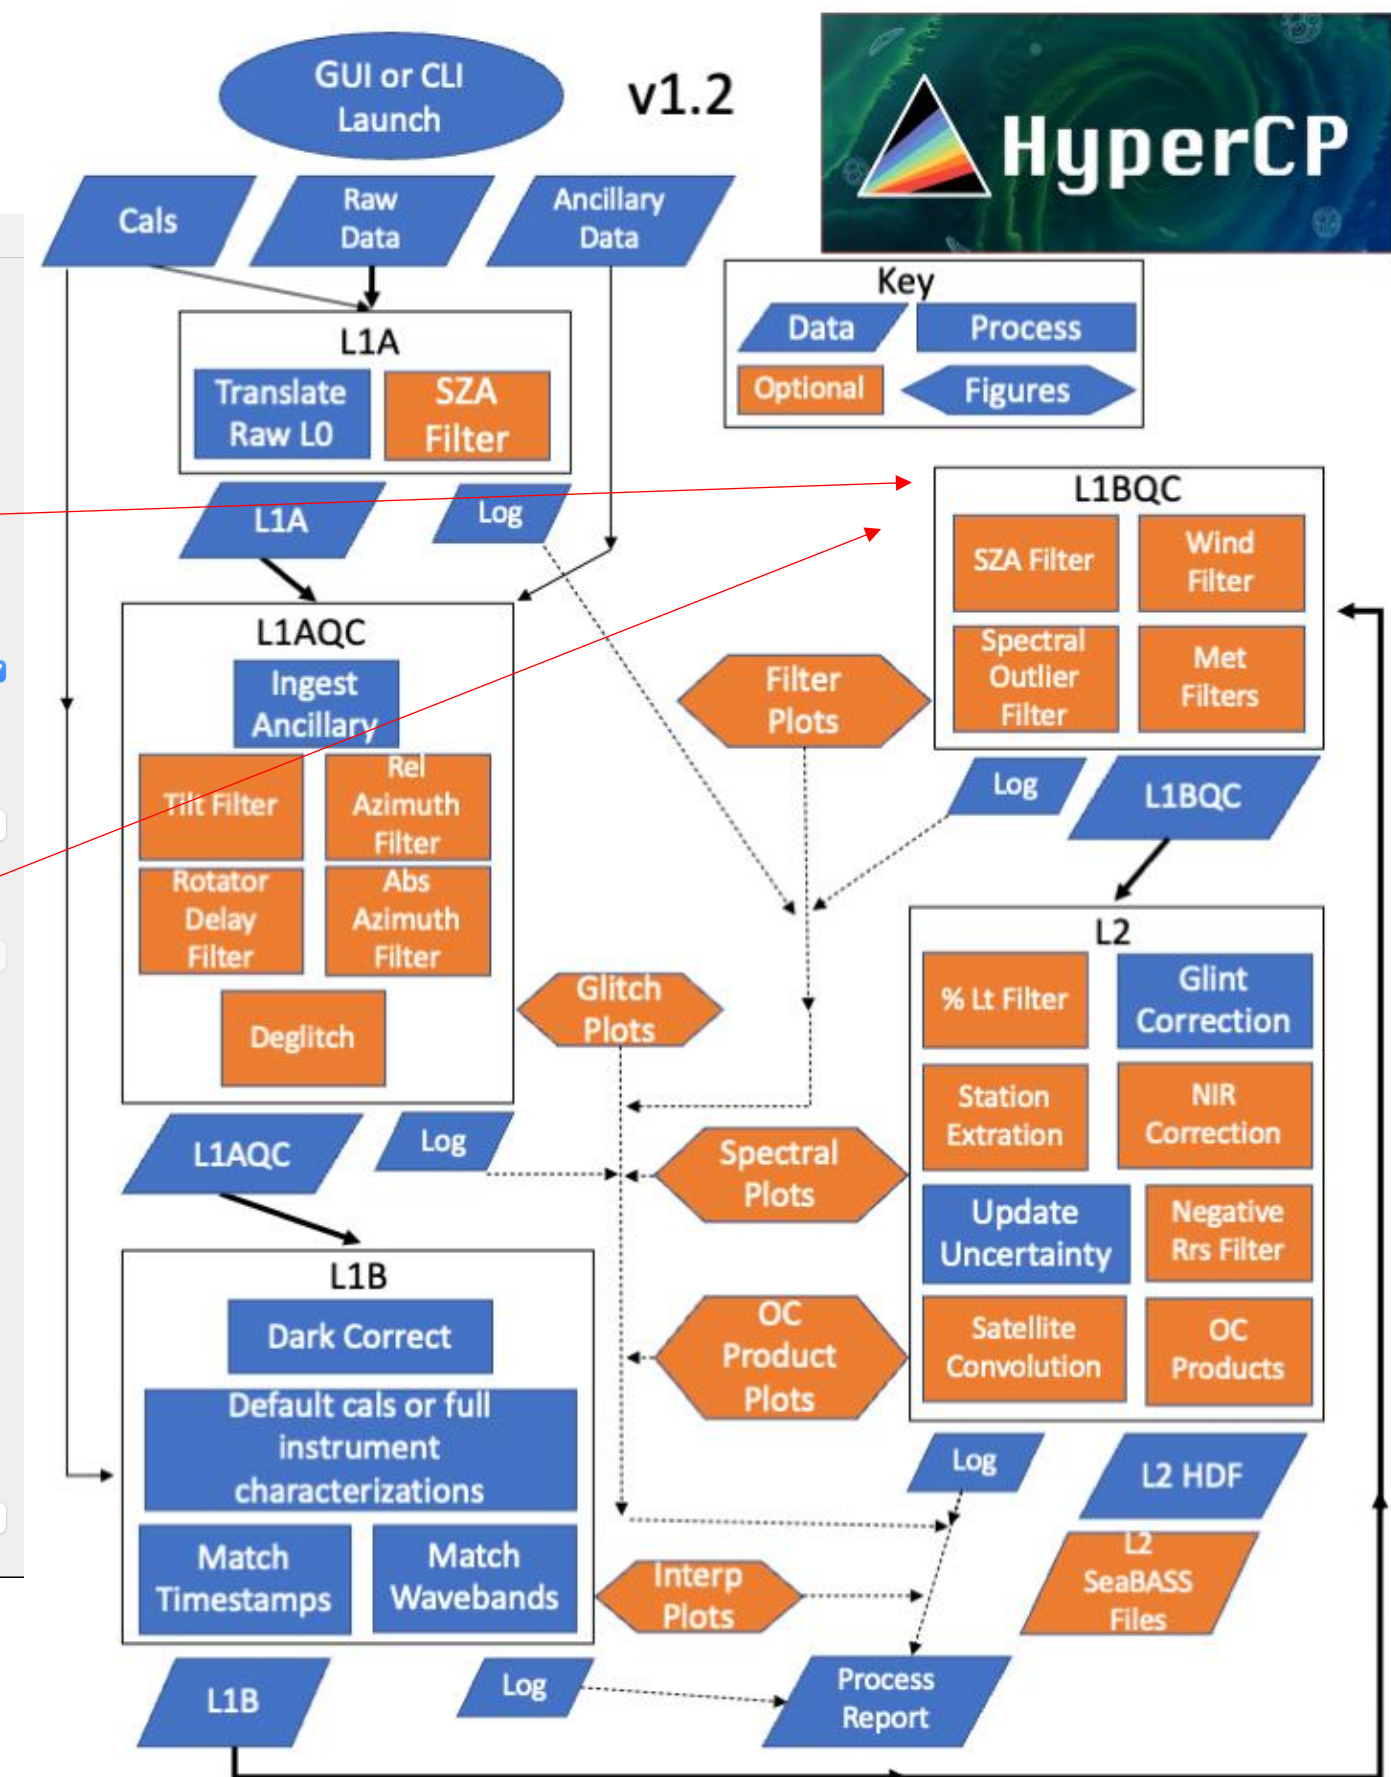 GUI or CLI
Launch
v1.2
HyperCP
Cals
Raw
Data
Ancillary
Data
Key
Data
Process
Optional
Figures
L1A
Translate
Raw L0
SZA
Filter
L1A
Log
L1AQC
Ingest
Ancillary
Tilt Filter
Rel
Azimuth
Filter
Rotator
Delay
Filter
Abs
Azimuth
Filter
Deglitch
Glitch
Plots
L1AQC
Log
L1B
Dark Correct
Default cals or full
instrument
characterizations
Match
Timestamps
Match
Wavebands
Interp
Plots
L1B
Log
Process
Report
L1BQC
SZA Filter
Wind
Filter
Spectral
Outlier
Filter
Met
Filters
Filter
Plots
Log
L1BQC
L2
% Lt Filter
Glint
Correction
Station
Extration
NIR
Correction
Spectral
Plots
Update
Uncertainty
Negative
Rrs Filter
OC
Product
Plots
Satellite
Convolution
OC
Products
Log
L2 HDF
L2
SeaBASS
Files